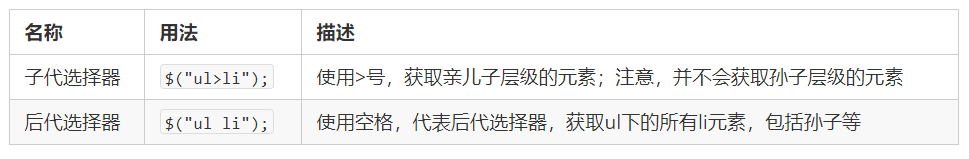 名称 用法 描述
子代选择器 $("ul>li"); 使用>号，获取亲儿子层级的元素；注意，并不会获取孙子层级的元素
后代选择器 $("ul li"); 使用空格，代表后代选择器，获取ul下的所有li元素，包括孙子等